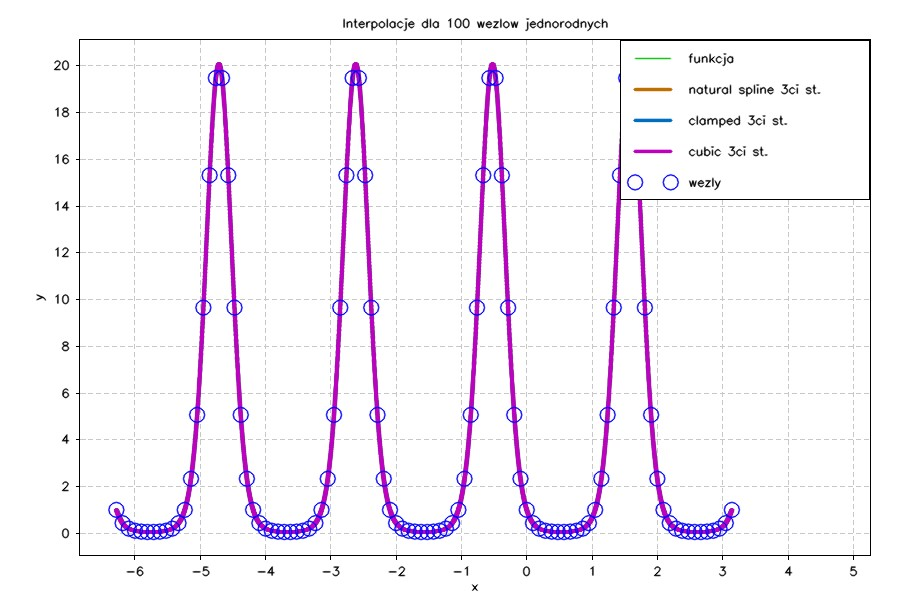 Interpolacje dla 100 wezlow jednorodnych
funkcja
natural spline 3ci st.
clamped 3ci st.
cubic 3ci st.
wezly
20
18
16
14
12
10
8
6
4
2
0
y
−6 −5 −4 −3 −2 −1 0 1 2 3 4 5
x